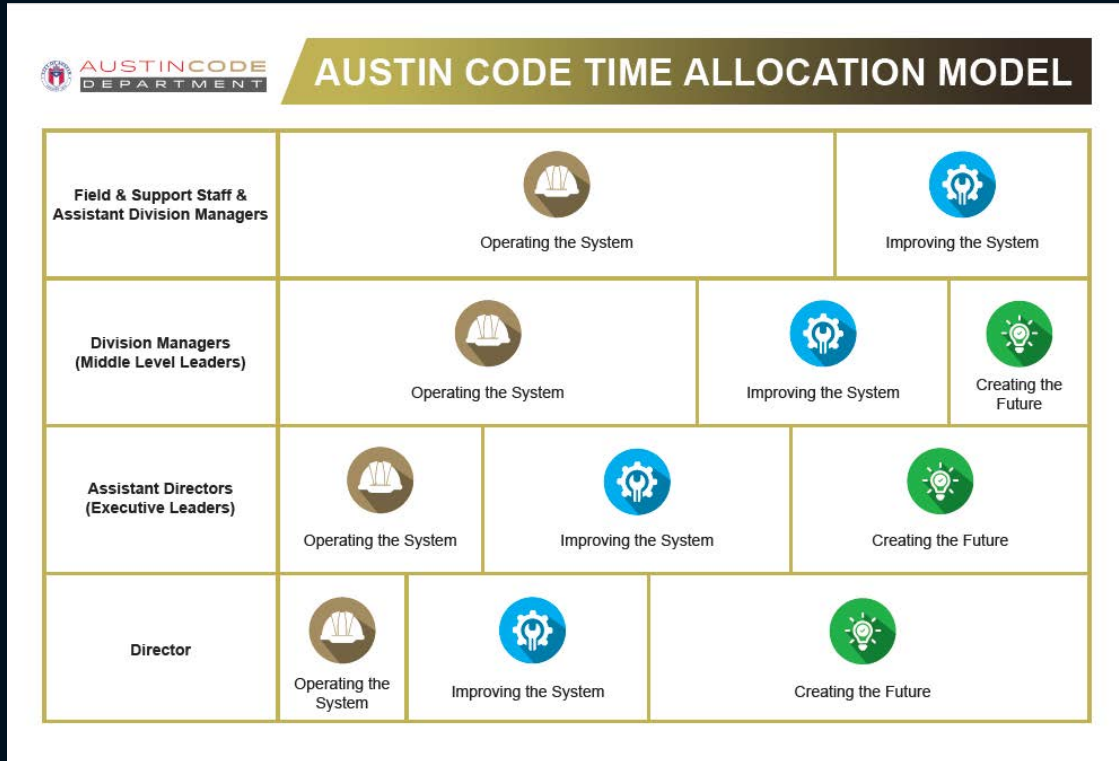 AUSTINCODE
DEPARTMENT
AUSTIN CODE TIME ALLOCATION MODEL
Field & Support Staff &
Assistant Division Managers
Operating the System
Improving the System
Division Managers
(Middle Level Leaders)
Operating the System
Improving the System
Creating the
Future
Assistant Directors
(Executive Leaders)
Operating the System
Improving the System
Creating the Future
Director
Operating the
System
Improving the System
Creating the Future